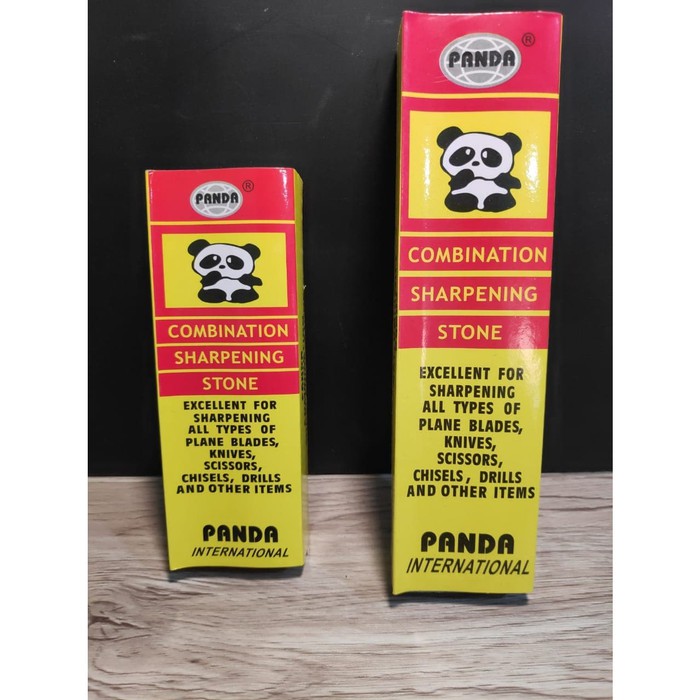 PANDA ®
COMBINATION
SHARPENING
STONE
EXCELLENT FOR
SHARPENING
ALL TYPES OF
PLANE BLADES,
KNIVES,
SCISSORS,
CHISELS, DRILLS
AND OTHER ITEMS
PANDA
INTERNATIONAL
PANDA ®
COMBINATION
SHARPENING
STONE
EXCELLENT FOR
SHARPENING
ALL TYPES OF
PLANE BLADES,
KNIVES,
SCISSORS,
CHISELS, DRILLS
AND OTHER ITEMS
PANDA
INTERNATIONAL